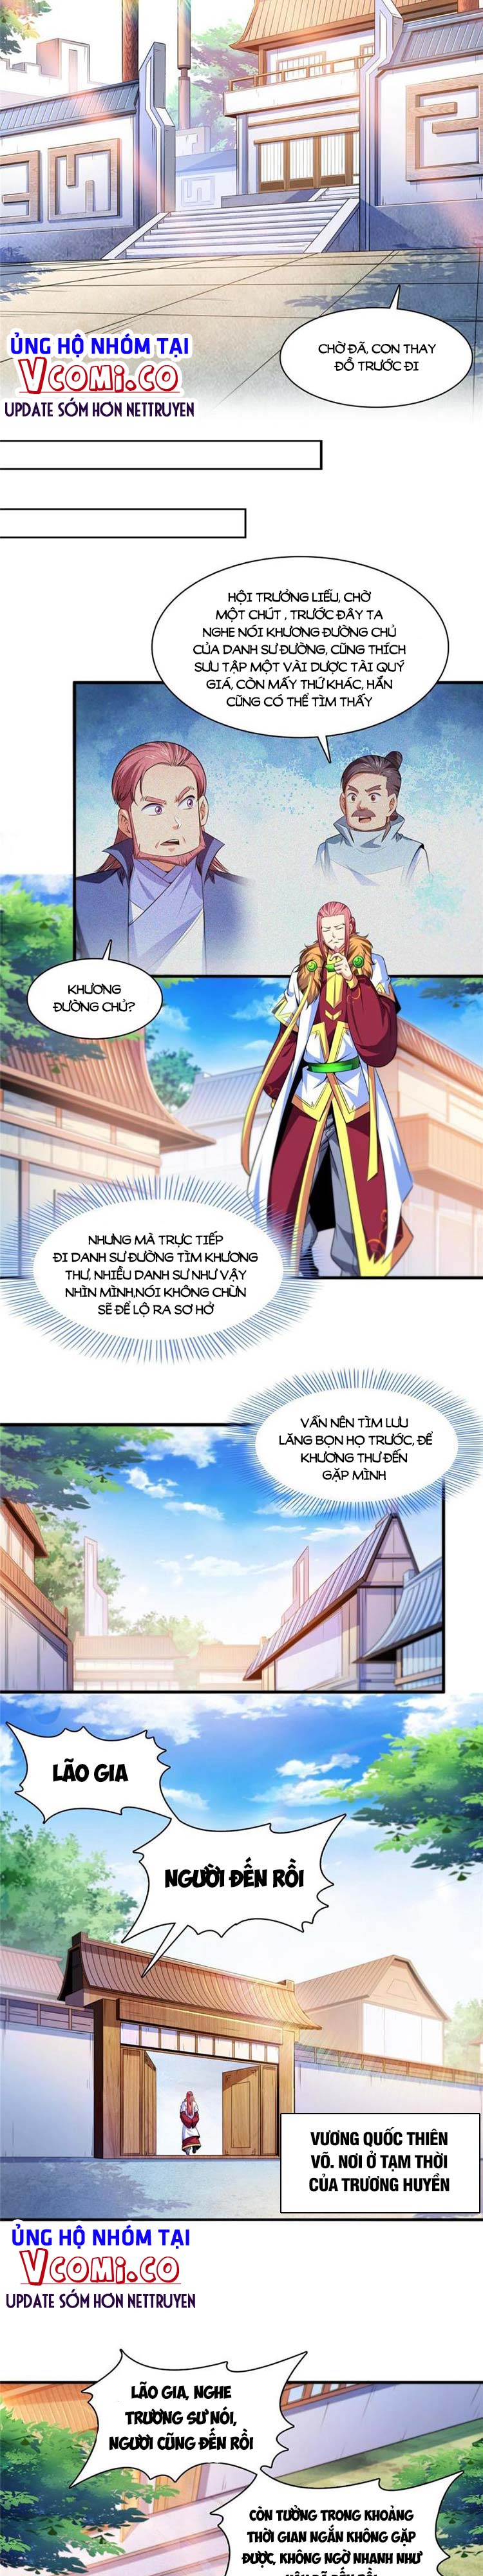 ỦNG HỘ NHÓM TẠI
VCOMI.CO
UPDATE SỚM HƠN NETTRUYEN
CHỜ ĐÃ, CON THAY
ĐỒ TRƯỚC ĐI
HỘI TRƯỞNG LIỄU, CHỜ
MỘT CHÚT , TRƯỚC ĐÂY TA
NGHE NÓI KHƯƠNG ĐƯỜNG CHỦ
CỦA DANH SƯ ĐƯỜNG, CŨNG THÍCH
SƯU TẬP MỘT VÀI DƯỢC TÀI QUÝ
GIÁ, CÒN MẤY THỨ KHÁC, HẮN
CŨNG CÓ THỂ TÌM THẤY
KHƯƠNG
ĐƯỜNG CHỦ?
NHƯNG MÀ TRỰC TIẾP
ĐI DANH SƯ ĐƯỜNG TÌM KHƯƠNG
THƯ, NHIỀU DANH SƯ NHƯ VẬY
NHÌN MÌNH,NÓI KHÔNG CHỪN
SẼ ĐỂ LỘ RA SƠ HỞ
VẪN NÊN TÌM LƯU
LĂNG BỌN HỌ TRƯỚC, ĐỂ
KHƯƠNG THƯ ĐẾN
GẶP MÌNH
LÃO GIA
NGƯỜI ĐẾN RỒI
VƯƠNG QUỐC THIÊN
VÕ. NƠI Ở TẠM THỜI
CỦA TRƯƠNG HUYỀN
ỦNG HỘ NHÓM TẠI
VCOMI.CO
UPDATE SỚM HƠN NETTRUYEN
LÃO GIA, NGHE
TRƯƠNG SƯ NÓI,
NGƯỜI CŨNG ĐẾN RỒI
CÒN TƯỞNG TRONG KHOẢNG
THỜI GIAN NGẮN KHÔNG GẶP
ĐƯỢC, KHÔNG NGỜ NHANH NHƯ